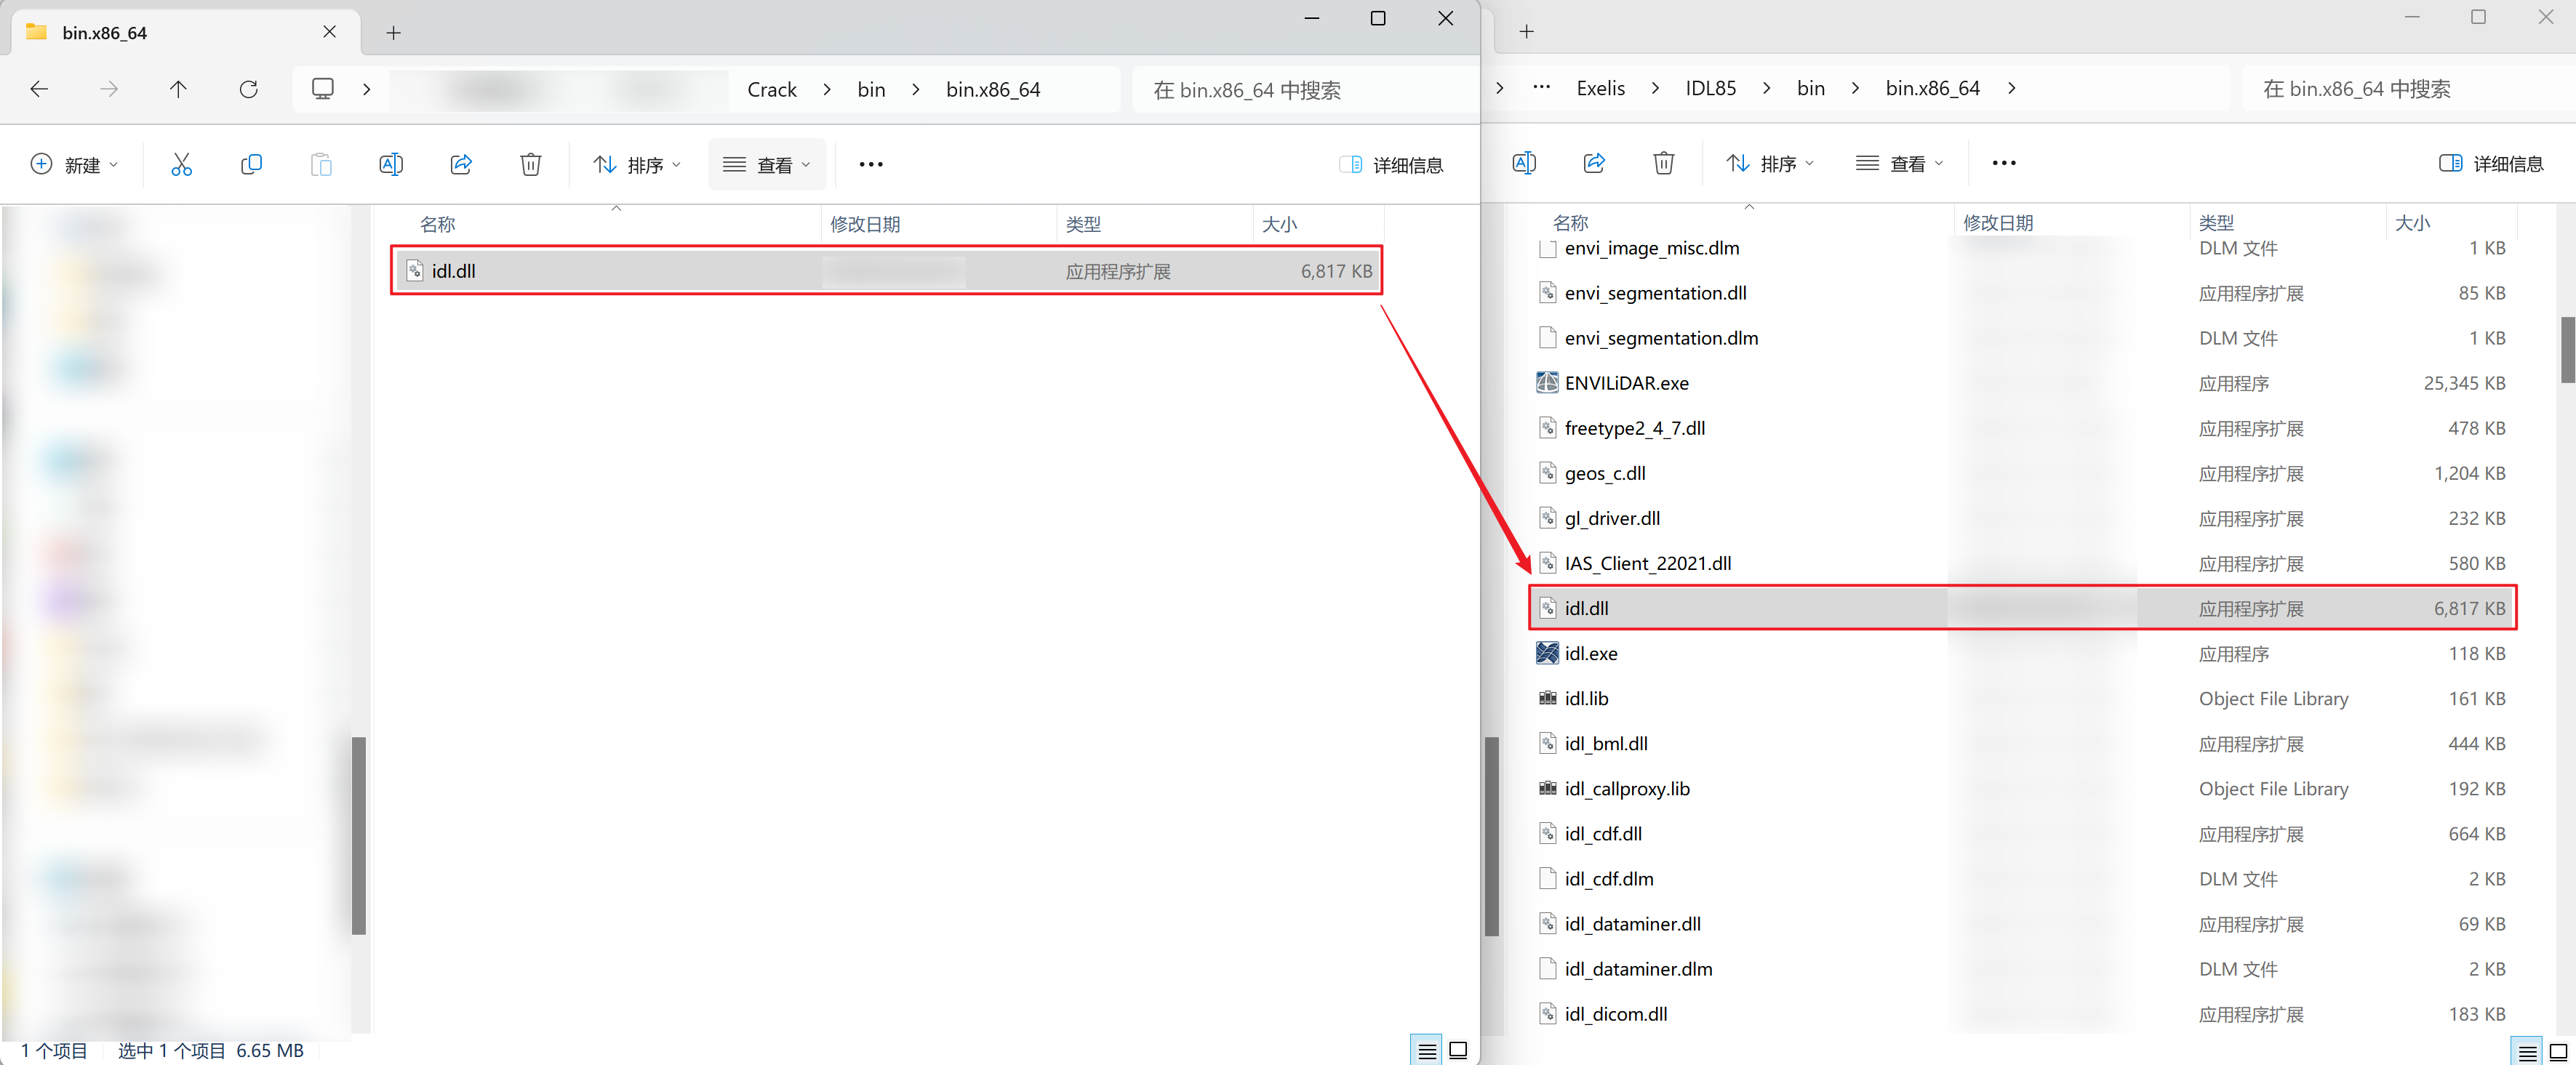 bin.x86_64
Crack > bin > bin.x86_64
在 bin.x86_64 中搜索
新建
排序
查看
详细信息
名称 修改日期 类型 大小
idl.dll 应用程序扩展 6,817 KB
1 个项目 选中 1 个项目 6.65 MB
… Exelis > IDL85 > bin > bin.x86_64 >
在 bin.x86_64 中搜索
排序
查看
详细信息
名称 修改日期 类型 大小
envi_image_misc.dlm DLM 文件 1 KB
envi_segmentation.dll 应用程序扩展 85 KB
envi_segmentation.dlm DLM 文件 1 KB
ENVILiDAR.exe 应用程序 25,345 KB
freetype2_4_7.dll 应用程序扩展 478 KB
geos_c.dll 应用程序扩展 1,204 KB
gl_driver.dll 应用程序扩展 232 KB
IAS_Client_22021.dll 应用程序扩展 580 KB
idl.dll 应用程序扩展 6,817 KB
idl.exe 应用程序 118 KB
idl.lib Object File Library 161 KB
idl_bml.dll 应用程序扩展 444 KB
idl_callproxy.lib Object File Library 192 KB
idl_cdf.dll 应用程序扩展 664 KB
idl_cdf.dlm DLM 文件 2 KB
idl_dataminer.dll 应用程序扩展 69 KB
idl_dataminer.dlm DLM 文件 2 KB
idl_dicom.dll 应用程序扩展 183 KB